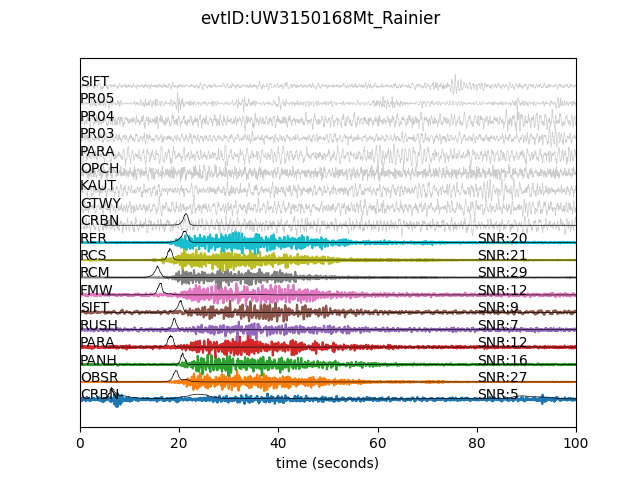 evtID:UW3150168Mt_Rainier
SIFT
PR05
PR04
PR03
PARA
OPCH
KAUT
GTWY
CRBN
RER SNR:20
RCS SNR:21
RCM SNR:29
FMW SNR:12
SIFT SNR:9
RUSH SNR:7
PARA SNR:12
PANH SNR:16
OBSR SNR:27
CRBN SNR:5
0 20 40 60 80 100
time (seconds)